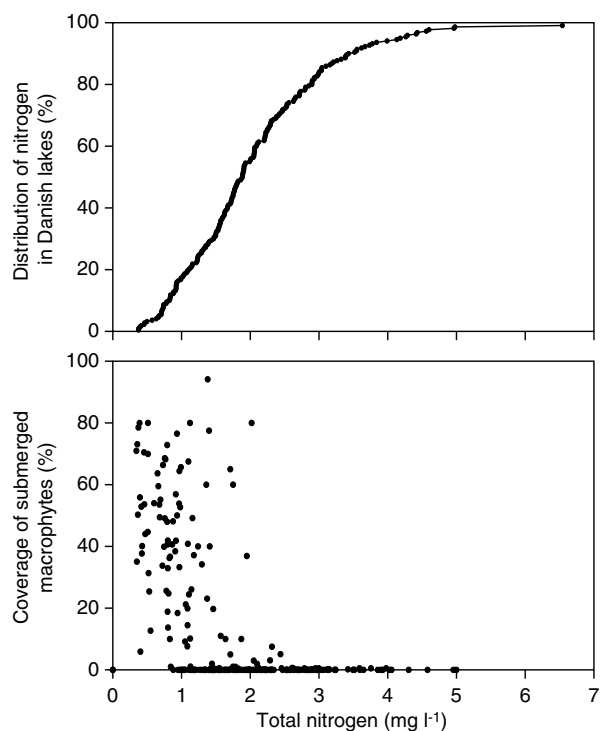 100
80
60
40
20
0
Distribution of nitrogen
in Danish lakes (%)
100
80
60
40
20
0
Coverage of submerged
macrophytes (%)
0 1 2 3 4 5 6 7
Total nitrogen (mg l⁻¹)